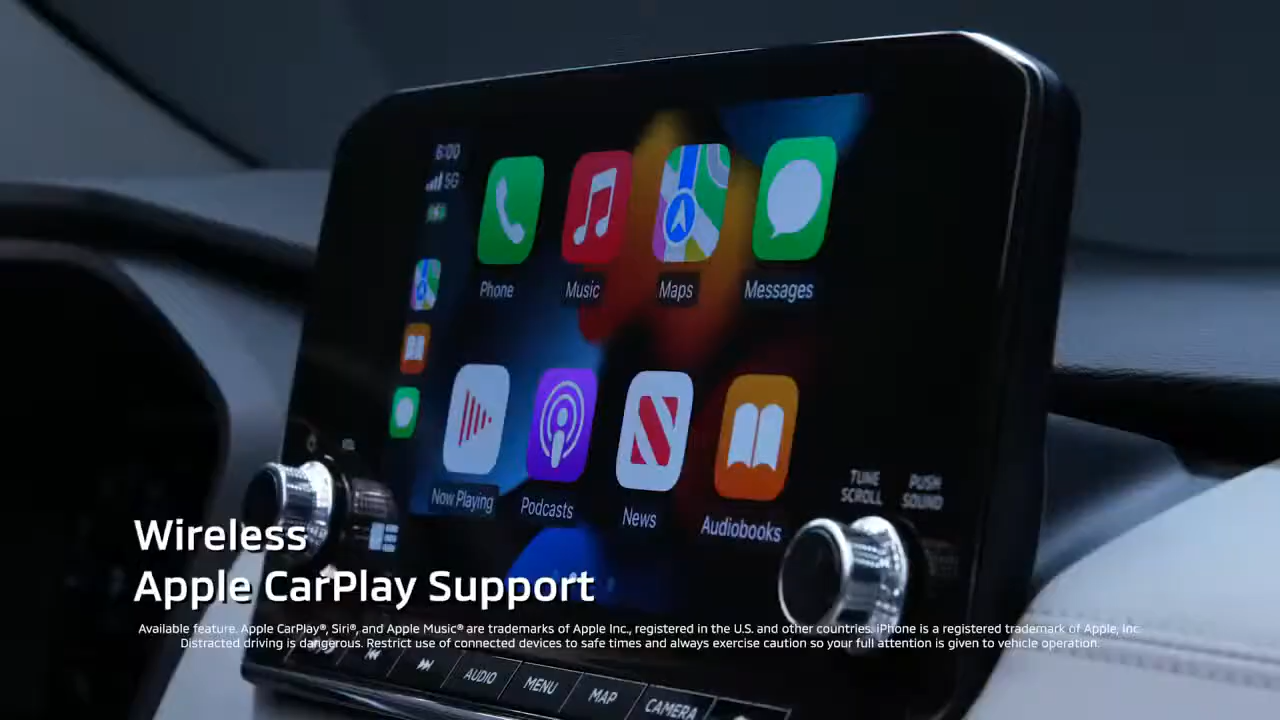 6:00
5G
Phone
Music
Maps
Messages
Now Playing
Podcasts
News
Audiobooks
VOL
TUNE
SCROLL
PUSH
SOUND
Wireless
Apple CarPlay Support
Available feature. Apple CarPlay®, Siri®, and Apple Music® are trademarks of Apple Inc., registered in the U.S. and other countries. iPhone is a registered trademark of Apple, Inc.
Distracted driving is dangerous. Restrict use of connected devices to safe times and always exercise caution so your full attention is given to vehicle operation.
AUDIO
MENU
MAP
CAMERA